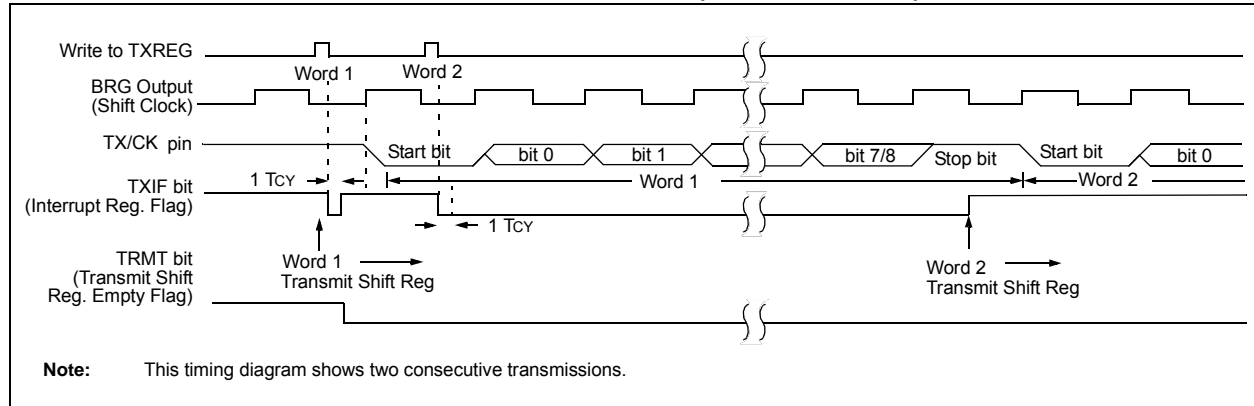 Write to TXREG
Word 1 Word 2
BRG Output
(Shift Clock)
TX/CK pin
Start bit bit 0 bit 1 bit 7/8 Stop bit Start bit bit 0
1 TCY Word 1 Word 2
TXIF bit
(Interrupt Reg. Flag)
1 TCY
TRMT bit
(Transmit Shift
Reg. Empty Flag)
Word 1
Transmit Shift Reg
Word 2
Transmit Shift Reg
Note: This timing diagram shows two consecutive transmissions.